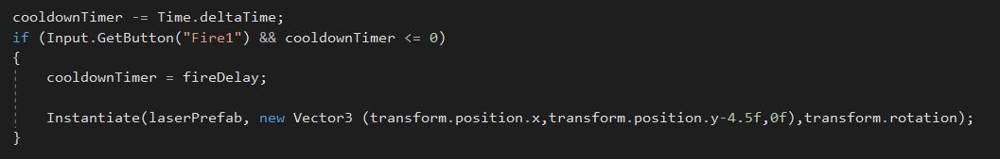 cooldownTimer -= Time.deltaTime;
if (Input.GetButton("Fire1") && cooldownTimer <= 0)
{
    cooldownTimer = fireDelay;

    Instantiate(laserPrefab, new Vector3 (transform.position.x,transform.position.y-4.5f,0f),transform.rotation);
}